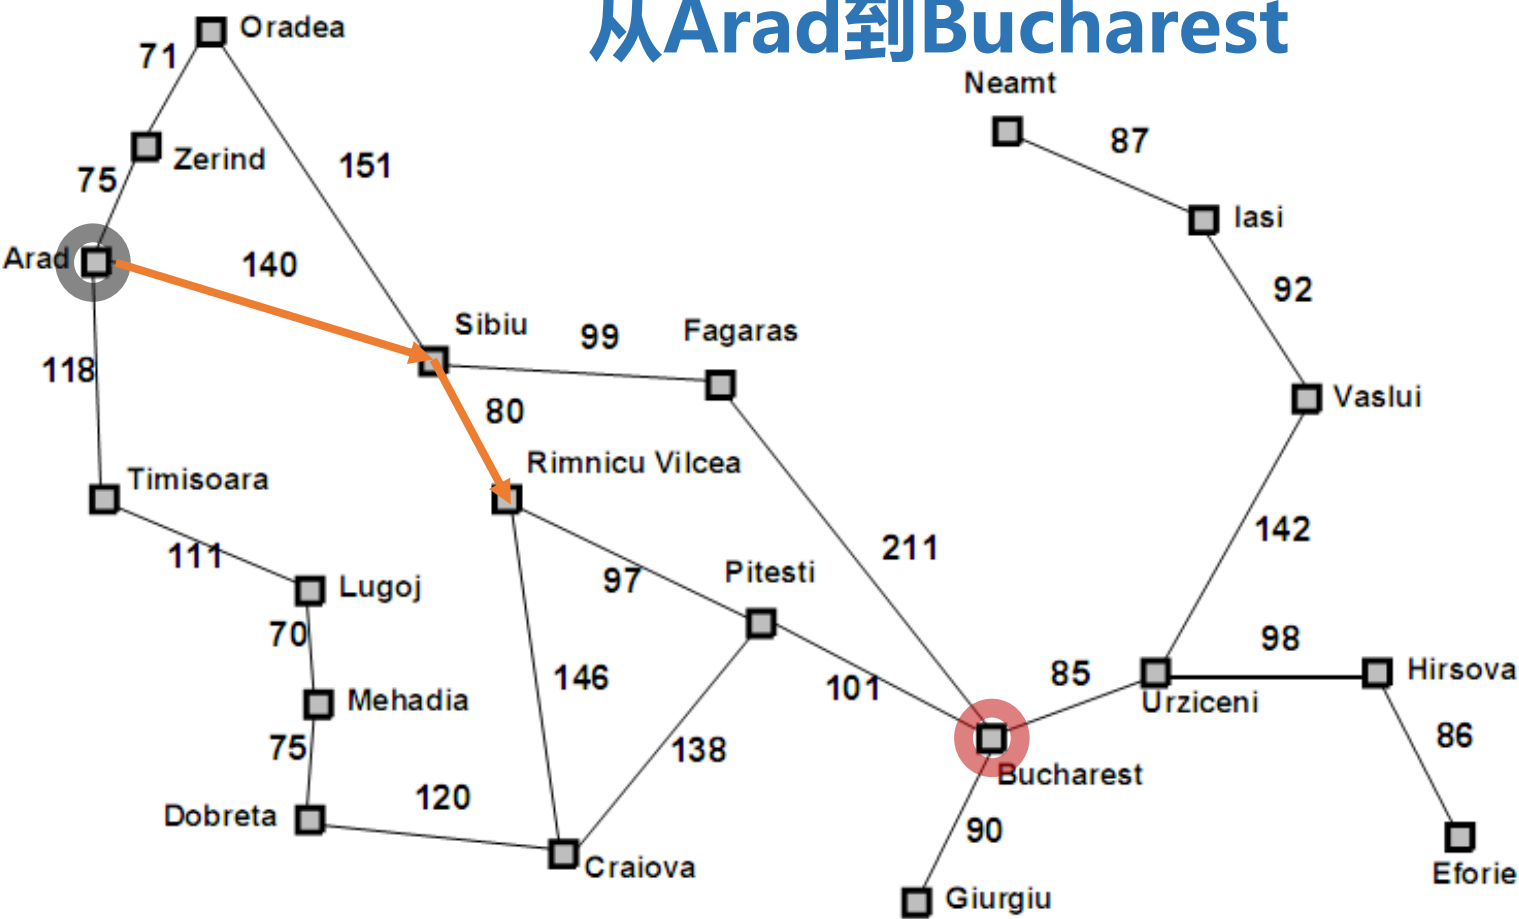 从Arad到Bucharest
Oradea
71
Neamt
87
Zerind
151
75
Iasi
Arad
140
92
Sibiu
99
Fagaras
118
80
Vaslui
Rimnicu Vilcea
Timisoara
142
111
211
97
Pitesti
Lugoj
70
98
146
85
Hirsova
101
Urziceni
Mehadia
75
138
86
Bucharest
120
Dobreta
90
Craiova
Eforie
Giurgiu